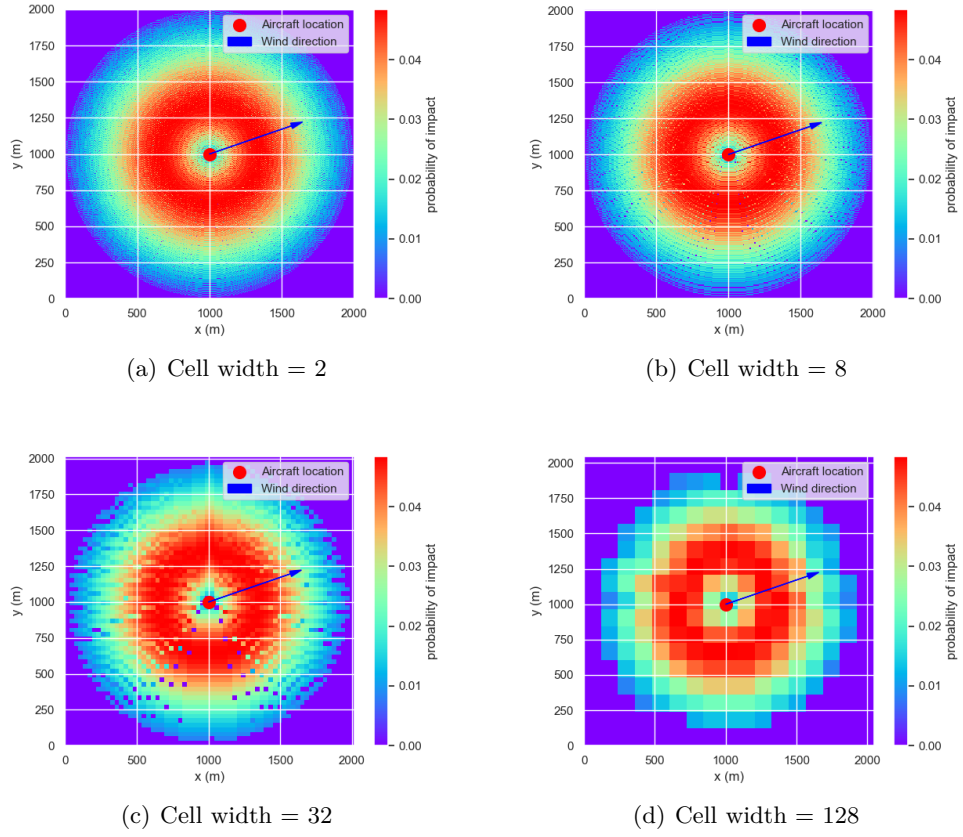 2000
1750
1500
1250
1000
750
500
250
0
y (m)
0 500 1000 1500 2000
x (m)
Aircraft location
Wind direction
0.04
0.03
0.02
0.01
0.00
probability of impact
(a) Cell width = 2
2000
1750
1500
1250
1000
750
500
250
0
y (m)
0 500 1000 1500 2000
x (m)
Aircraft location
Wind direction
0.04
0.03
0.02
0.01
0.00
probability of impact
(b) Cell width = 8
2000
1750
1500
1250
1000
750
500
250
0
y (m)
0 500 1000 1500 2000
x (m)
Aircraft location
Wind direction
0.04
0.03
0.02
0.01
0.00
probability of impact
(c) Cell width = 32
2000
1750
1500
1250
1000
750
500
250
0
y (m)
0 500 1000 1500 2000
x (m)
Aircraft location
Wind direction
0.04
0.03
0.02
0.01
0.00
probability of impact
(d) Cell width = 128